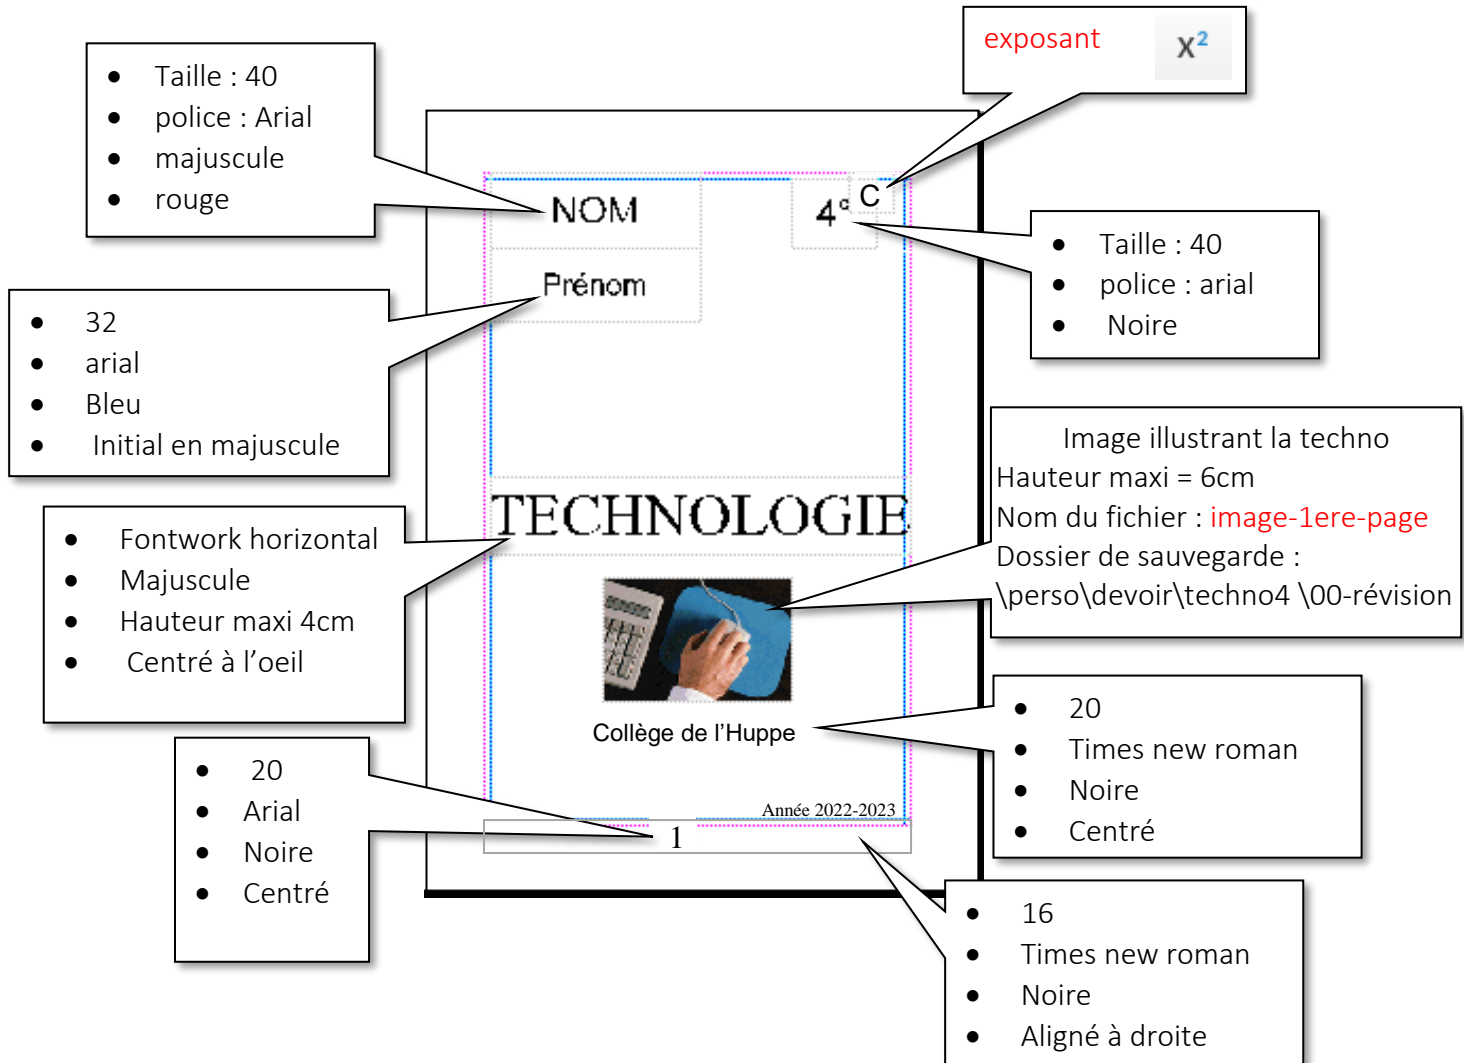 exposant X²
• Taille : 40
• police : Arial
• majuscule
• rouge
NOM
4° C
• Taille : 40
• police : arial
• Noire
Prénom
• 32
• arial
• Bleu
• Initial en majuscule
Image illustrant la techno
Hauteur maxi = 6cm
Nom du fichier : image-1ere-page
Dossier de sauvegarde :
\perso\devoir\techno4 \00-révision
TECHNOLOGIE
• Fontwork horizontal
• Majuscule
• Hauteur maxi 4cm
• Centré à l’oeil
Collège de l’Huppe
• 20
• Times new roman
• Noire
• Centré
• 20
• Arial
• Noire
• Centré
Année 2022-2023
1
• 16
• Times new roman
• Noire
• Aligné à droite